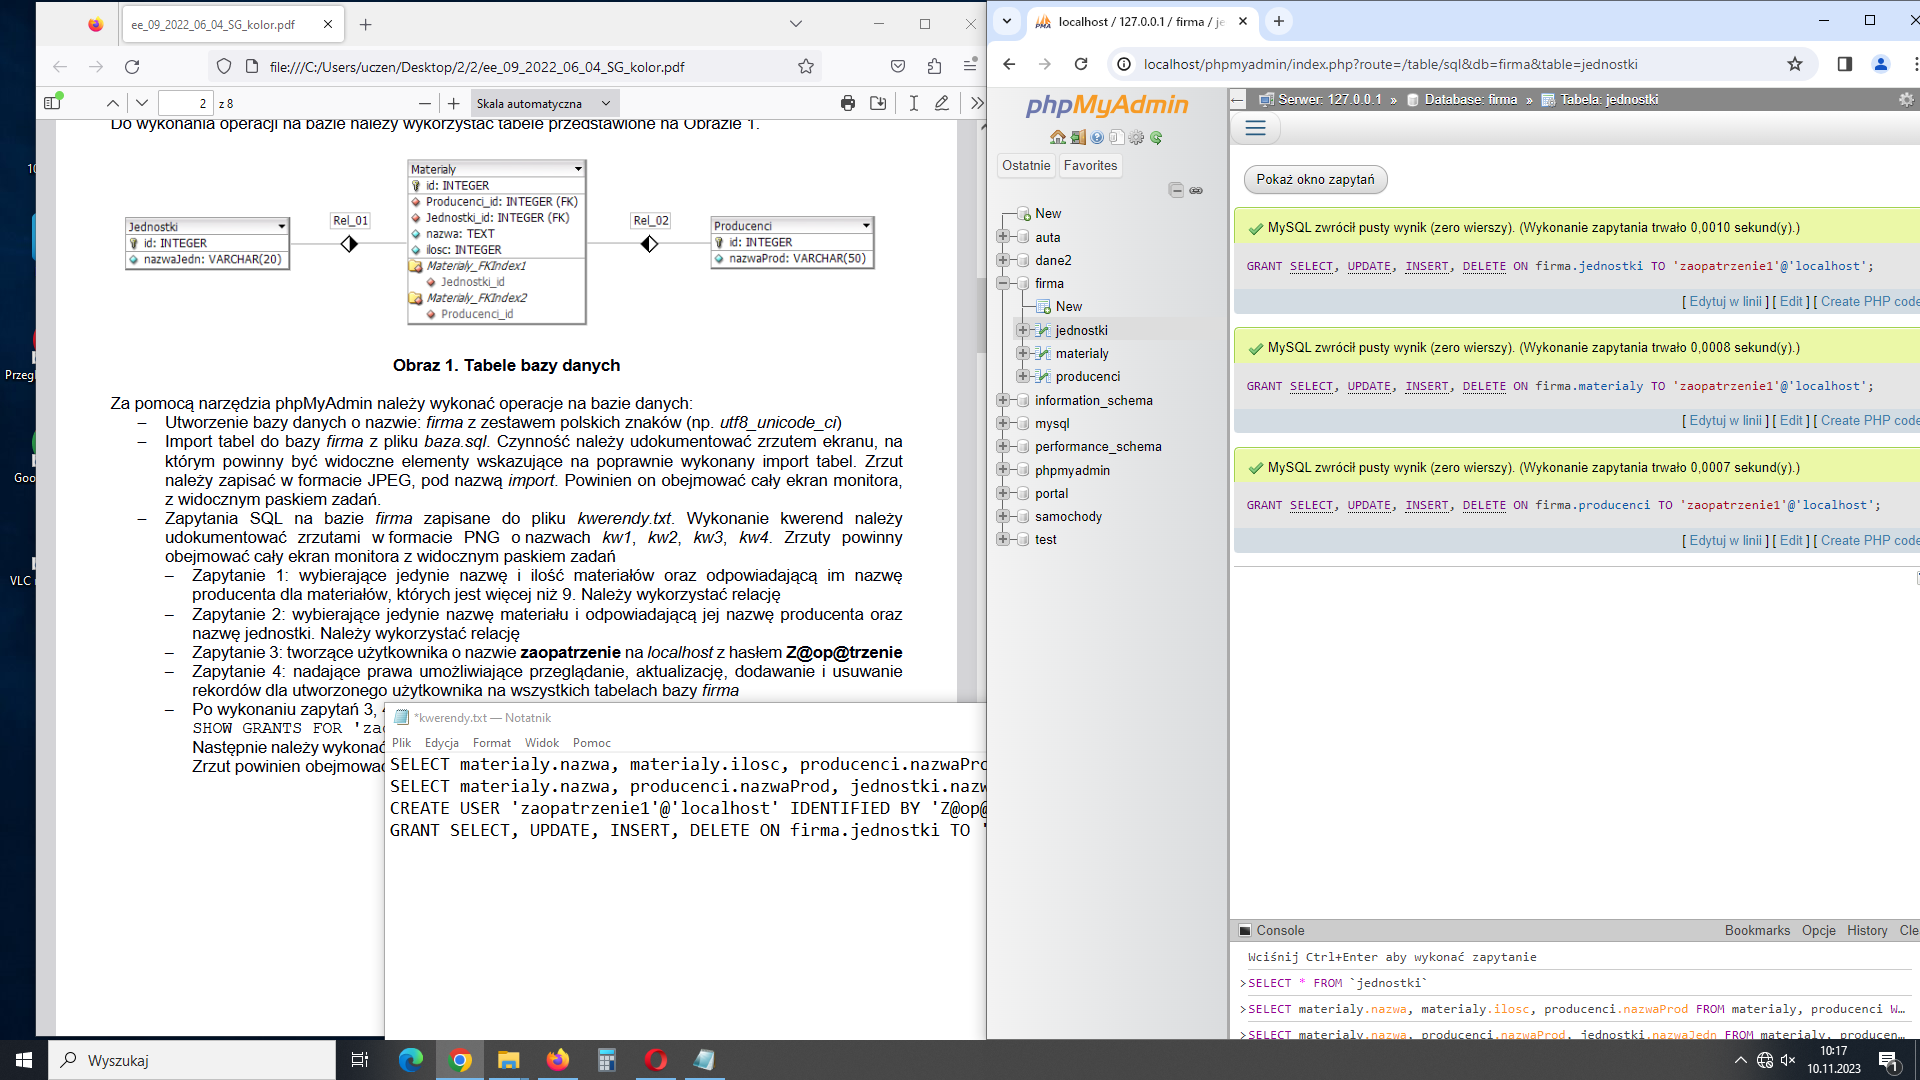 ee_09_2022_06_04_SG_kolor.pdf
file:///C:/Users/uczen/Desktop/2/2/ee_09_2022_06_04_SG_kolor.pdf
2 z 8
Skala automatyczna
Do wykonania operacji na bazie należy wykorzystać tabele przedstawione na Obrazie 1.
Materialy
id: INTEGER
Producenci_id: INTEGER (FK)
Jednostki_id: INTEGER (FK)
nazwa: TEXT
ilosc: INTEGER
Materialy_FKIndex1
Jednostki_id
Materialy_FKIndex2
Producenci_id
Rel_01
Rel_02
Jednostki
id: INTEGER
nazwaJedn: VARCHAR(20)
Producenci
id: INTEGER
nazwaProd: VARCHAR(50)
Obraz 1. Tabele bazy danych
Za pomocą narzędzia phpMyAdmin należy wykonać operacje na bazie danych:
– Utworzenie bazy danych o nazwie: firma z zestawem polskich znaków (np. utf8_unicode_ci)
– Import tabel do bazy firma z pliku baza.sql. Czynność należy udokumentować zrzutem ekranu, na
którym powinny być widoczne elementy wskazujące na poprawnie wykonany import tabel. Zrzut
należy zapisać w formacie JPEG, pod nazwą import. Powinien on obejmować cały ekran monitora,
z widocznym paskiem zadań.
– Zapytania SQL na bazie firma zapisane do pliku kwerendy.txt. Wykonanie kwerend należy
udokumentować zrzutami w formacie PNG o nazwach kw1, kw2, kw3, kw4. Zrzuty powinny
obejmować cały ekran monitora z widocznym paskiem zadań
– Zapytanie 1: wybierające jedynie nazwę i ilość materiałów oraz odpowiadającą im nazwę
producenta dla materiałów, których jest więcej niż 9. Należy wykorzystać relację
– Zapytanie 2: wybierające jedynie nazwę materiału i odpowiadającą jej nazwę producenta oraz
nazwę jednostki. Należy wykorzystać relację
– Zapytanie 3: tworzące użytkownika o nazwie zaopatrzenie na localhost z hasłem Z@op@trzenie
– Zapytanie 4: nadające prawa umożliwiające przeglądanie, aktualizację, dodawanie i usuwanie
rekordów dla utworzonego użytkownika na wszystkich tabelach bazy firma
– Po wykonaniu zapytań 3, 
SHOW GRANTS FOR 'zao
Następnie należy wykonać
Zrzut powinien obejmować
*kwerendy.txt — Notatnik
Plik Edycja Format Widok Pomoc
SELECT materialy.nazwa, materialy.ilosc, producenci.nazwaPro
SELECT materialy.nazwa, producenci.nazwaProd, jednostki.nazw
CREATE USER 'zaopatrzenie1'@'localhost' IDENTIFIED BY 'Z@op@
GRANT SELECT, UPDATE, INSERT, DELETE ON firma.jednostki TO '
Goo
VLC
Wyszukaj
PMA
localhost / 127.0.0.1 / firma / je
localhost/phpmyadmin/index.php?route=/table/sql&db=firma&table=jednostki
phpMyAdmin
Ostatnie Favorites
New
auta
dane2
firma
New
jednostki
materialy
producenci
information_schema
mysql
performance_schema
phpmyadmin
portal
samochody
test
Serwer: 127.0.0.1 » Database: firma » Tabela: jednostki
Pokaż okno zapytań
MySQL zwrócił pusty wynik (zero wierszy). (Wykonanie zapytania trwało 0,0010 sekund(y).)
GRANT SELECT, UPDATE, INSERT, DELETE ON firma.jednostki TO 'zaopatrzenie1'@'localhost';
[ Edytuj w linii ] [ Edit ] [ Create PHP code
MySQL zwrócił pusty wynik (zero wierszy). (Wykonanie zapytania trwało 0,0008 sekund(y).)
GRANT SELECT, UPDATE, INSERT, DELETE ON firma.materialy TO 'zaopatrzenie1'@'localhost';
[ Edytuj w linii ] [ Edit ] [ Create PHP code
MySQL zwrócił pusty wynik (zero wierszy). (Wykonanie zapytania trwało 0,0007 sekund(y).)
GRANT SELECT, UPDATE, INSERT, DELETE ON firma.producenci TO 'zaopatrzenie1'@'localhost';
[ Edytuj w linii ] [ Edit ] [ Create PHP code
Console Bookmarks Opcje History Cle
Wciśnij Ctrl+Enter aby wykonać zapytanie
>SELECT * FROM `jednostki`
>SELECT materialy.nazwa, materialy.ilosc, producenci.nazwaProd FROM materialy, producenci W...
>SELECT materialy.nazwa, producenci.nazwaProd, jednostki.nazwaJedn FROM materialy, producen...
10:17
10.11.2023
1